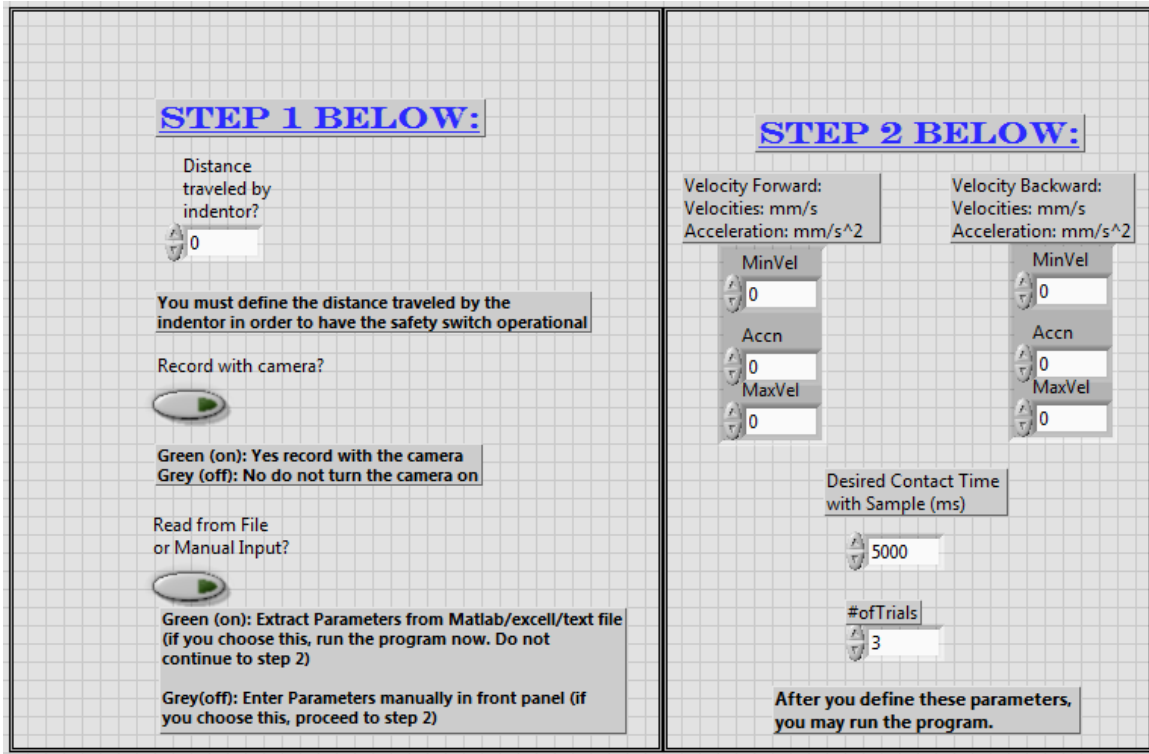 STEP 1 BELOW:
Distance
traveled by
indentor?
0
You must define the distance traveled by the
indentor in order to have the safety switch operational
Record with camera?
Green (on): Yes record with the camera
Grey (off): No do not turn the camera on
Read from File
or Manual Input?
Green (on): Extract Parameters from Matlab/excell/text file
(if you choose this, run the program now. Do not
continue to step 2)
Grey(off): Enter Parameters manually in front panel (if
you choose this, proceed to step 2)
STEP 2 BELOW:
Velocity Forward:
Velocities: mm/s
Acceleration: mm/s^2
MinVel
0
Accn
0
MaxVel
0
Velocity Backward:
Velocities: mm/s
Acceleration: mm/s^2
MinVel
0
Accn
0
MaxVel
0
Desired Contact Time
with Sample (ms)
5000
#ofTrials
3
After you define these parameters,
you may run the program.